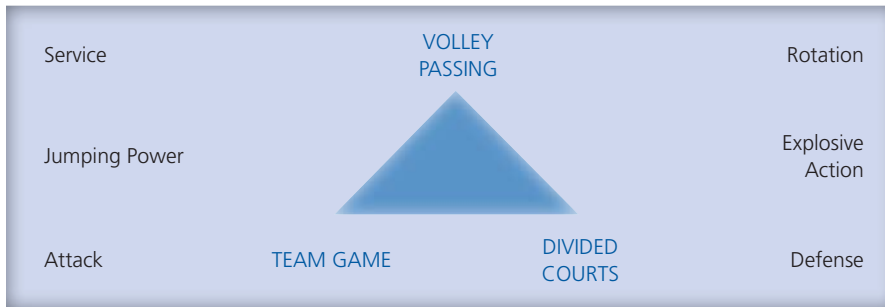 Service
VOLLEY
PASSING
Rotation
Jumping Power
Explosive
Action
Attack
TEAM GAME
DIVIDED
COURTS
Defense